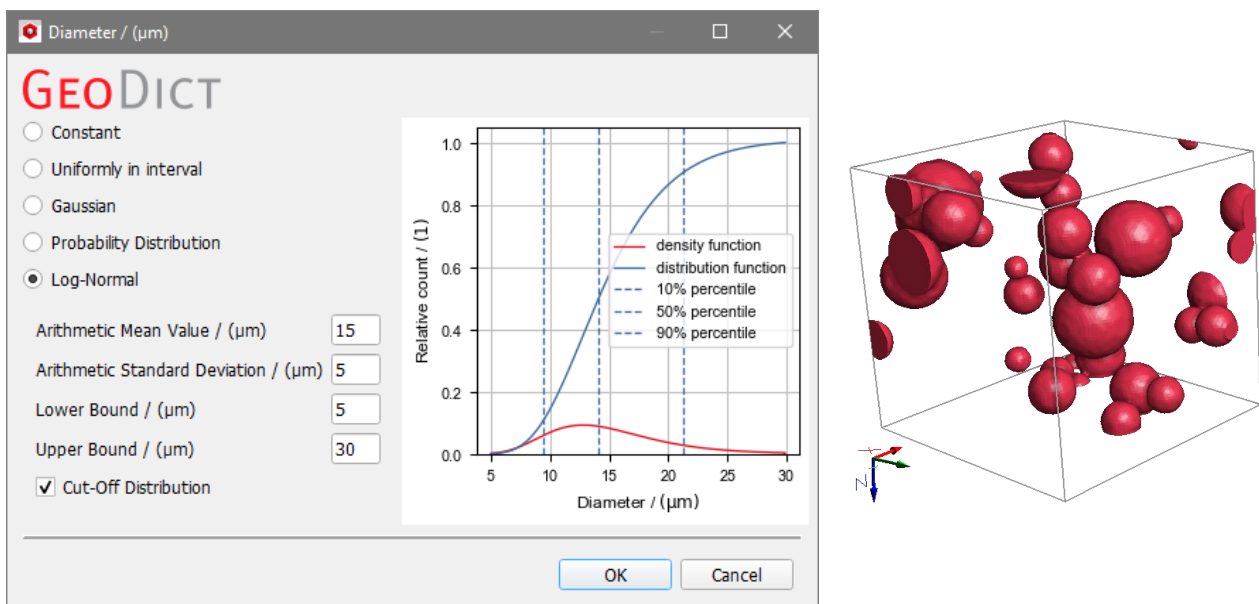 Diameter / (µm)
GEODICT
Constant
Uniformly in interval
Gaussian
Probability Distribution
Log-Normal
Arithmetic Mean Value / (µm) 15
Arithmetic Standard Deviation / (µm) 5
Lower Bound / (µm) 5
Upper Bound / (µm) 30
Cut-Off Distribution
Relative count / (1)
1.0
0.8
0.6
0.4
0.2
0.0
density function
distribution function
10% percentile
50% percentile
90% percentile
5 10 15 20 25 30
Diameter / (µm)
OK Cancel
Z